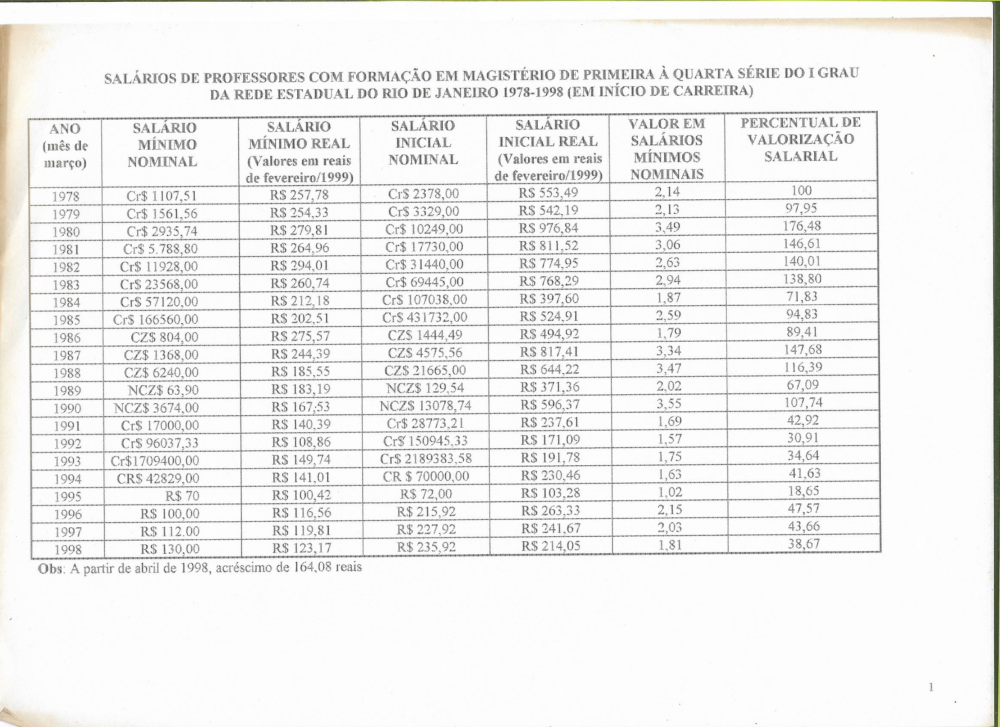 SALÁRIOS DE PROFESSORES COM FORMAÇÃO EM MAGISTÉRIO DE PRIMEIRA À QUARTA SÉRIE DO I GRAU
DA REDE ESTADUAL DO RIO DE JANEIRO 1978-1998 (EM INÍCIO DE CARREIRA)
ANO (mês de março) SALÁRIO MÍNIMO NOMINAL SALÁRIO MÍNIMO REAL (Valores em reais de fevereiro/1999) SALÁRIO INICIAL NOMINAL SALÁRIO INICIAL REAL (Valores em reais de fevereiro/1999) VALOR EM SALÁRIOS MÍNIMOS NOMINAIS PERCENTUAL DE VALORIZAÇÃO SALARIAL
1978 Cr$ 1107,51 R$ 257,78 Cr$ 2378,00 R$ 553,49 2,14 100
1979 Cr$ 1561,56 R$ 254,33 Cr$ 3329,00 R$ 542,19 2,13 97,95
1980 Cr$ 2935,74 R$ 279,81 Cr$ 10249,00 R$ 976,84 3,49 176,48
1981 Cr$ 5.788,80 R$ 264,96 Cr$ 17730,00 R$ 811,52 3,06 146,61
1982 Cr$ 11928,00 R$ 294,01 Cr$ 31440,00 R$ 774,95 2,63 140,01
1983 Cr$ 23568,00 R$ 260,74 Cr$ 69445,00 R$ 768,29 2,94 138,80
1984 Cr$ 57120,00 R$ 212,18 Cr$ 107038,00 R$ 397,60 1,87 71,83
1985 Cr$ 166560,00 R$ 202,51 Cr$ 431732,00 R$ 524,91 2,59 94,83
1986 CZ$ 804,00 R$ 275,57 CZ$ 1444,49 R$ 494,92 1,79 89,41
1987 CZ$ 1368,00 R$ 244,39 CZ$ 4575,56 R$ 817,41 3,34 147,68
1988 CZ$ 6240,00 R$ 185,55 CZ$ 21665,00 R$ 644,22 3,47 116,39
1989 NCZ$ 63,90 R$ 183,19 NCZ$ 129,54 R$ 371,36 2,02 67,09
1990 NCZ$ 3674,00 R$ 167,53 NCZ$ 13078,74 R$ 596,37 3,55 107,74
1991 Cr$ 17000,00 R$ 140,39 Cr$ 28773,21 R$ 237,61 1,69 42,92
1992 Cr$ 96037,33 R$ 108,86 Cr$ 150945,33 R$ 171,09 1,57 30,91
1993 Cr$1709400,00 R$ 149,74 Cr$ 2189383,58 R$ 191,78 1,75 34,64
1994 CR$ 42829,00 R$ 141,01 CR $ 70000,00 R$ 230,46 1,63 41,63
1995 R$ 70 R$ 100,42 R$ 72,00 R$ 103,28 1,02 18,65
1996 R$ 100,00 R$ 116,56 R$ 215,92 R$ 263,33 2,15 47,57
1997 R$ 112.00 R$ 119,81 R$ 227,92 R$ 241,67 2,03 43,66
1998 R$ 130,00 R$ 123,17 R$ 235,92 R$ 214,05 1,81 38,67
Obs: A partir de abril de 1998, acréscimo de 164,08 reais
1